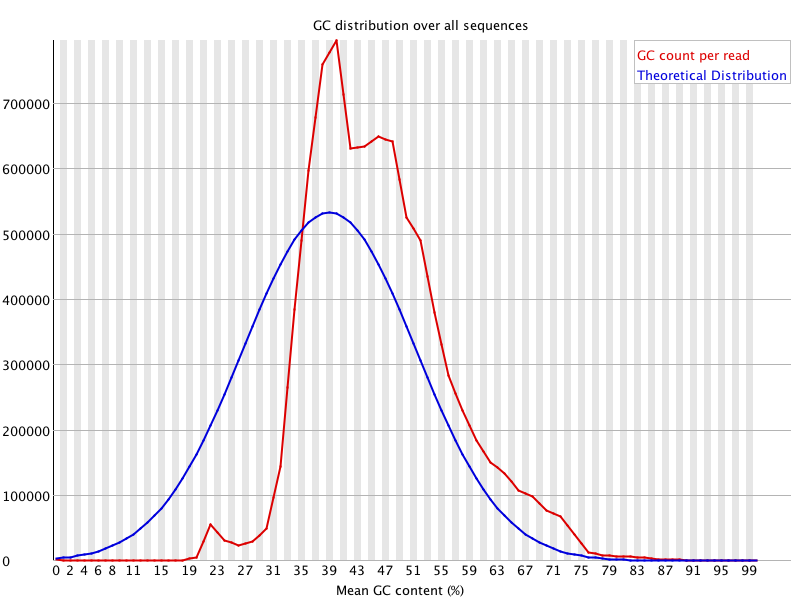 GC distribution over all sequences
GC count per read
Theoretical Distribution
700000
600000
500000
400000
300000
200000
100000
0
0 2 4 6 8 11 15 19 23 27 31 35 39 43 47 51 55 59 63 67 71 75 79 83 87 91 95 99
Mean GC content (%)